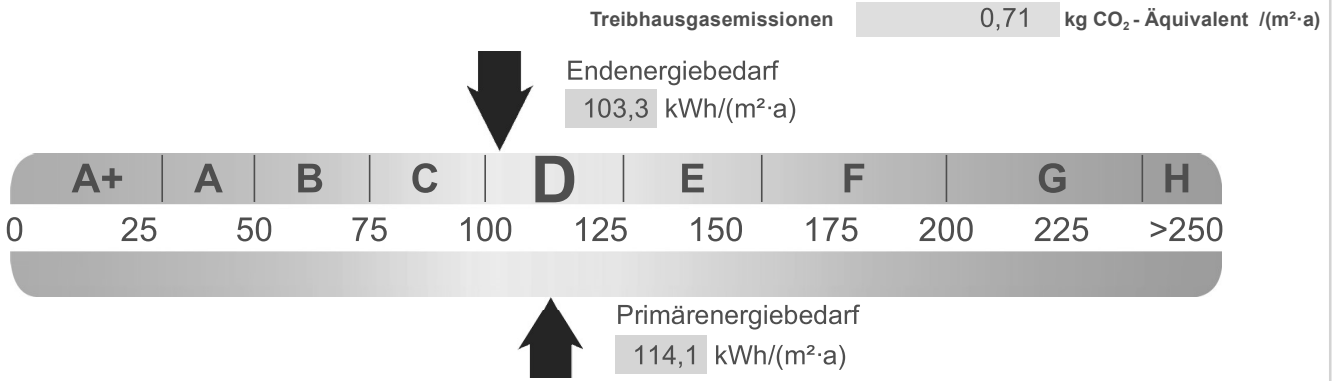 Treibhausgasemissionen 0,71 kg CO₂ - Äquivalent /(m²·a)
Endenergiebedarf
103,3 kWh/(m²·a)
A+ A B C D E F G H
0 25 50 75 100 125 150 175 200 225 >250
Primärenergiebedarf
114,1 kWh/(m²·a)